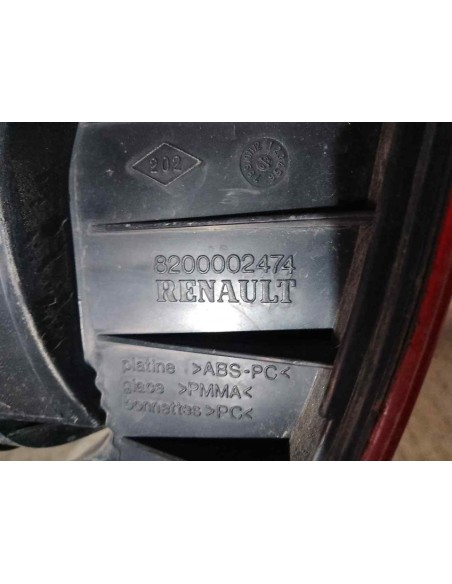 202
8200002474
RENAULT
platine >ABS-PC<
glace >PMMA<
bonnettes >PC<